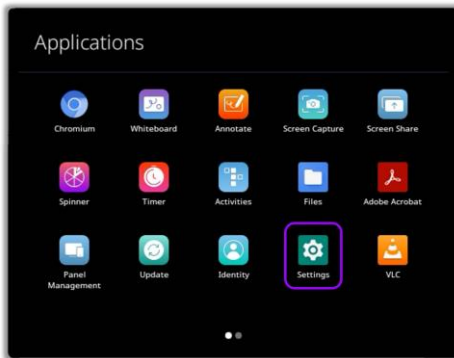 Applications
Chromium
Whiteboard
Annotate
Screen Capture
Screen Share
Spinner
Timer
Activities
Files
Adobe Acrobat
Panel
Management
Update
Identity
Settings
VLC